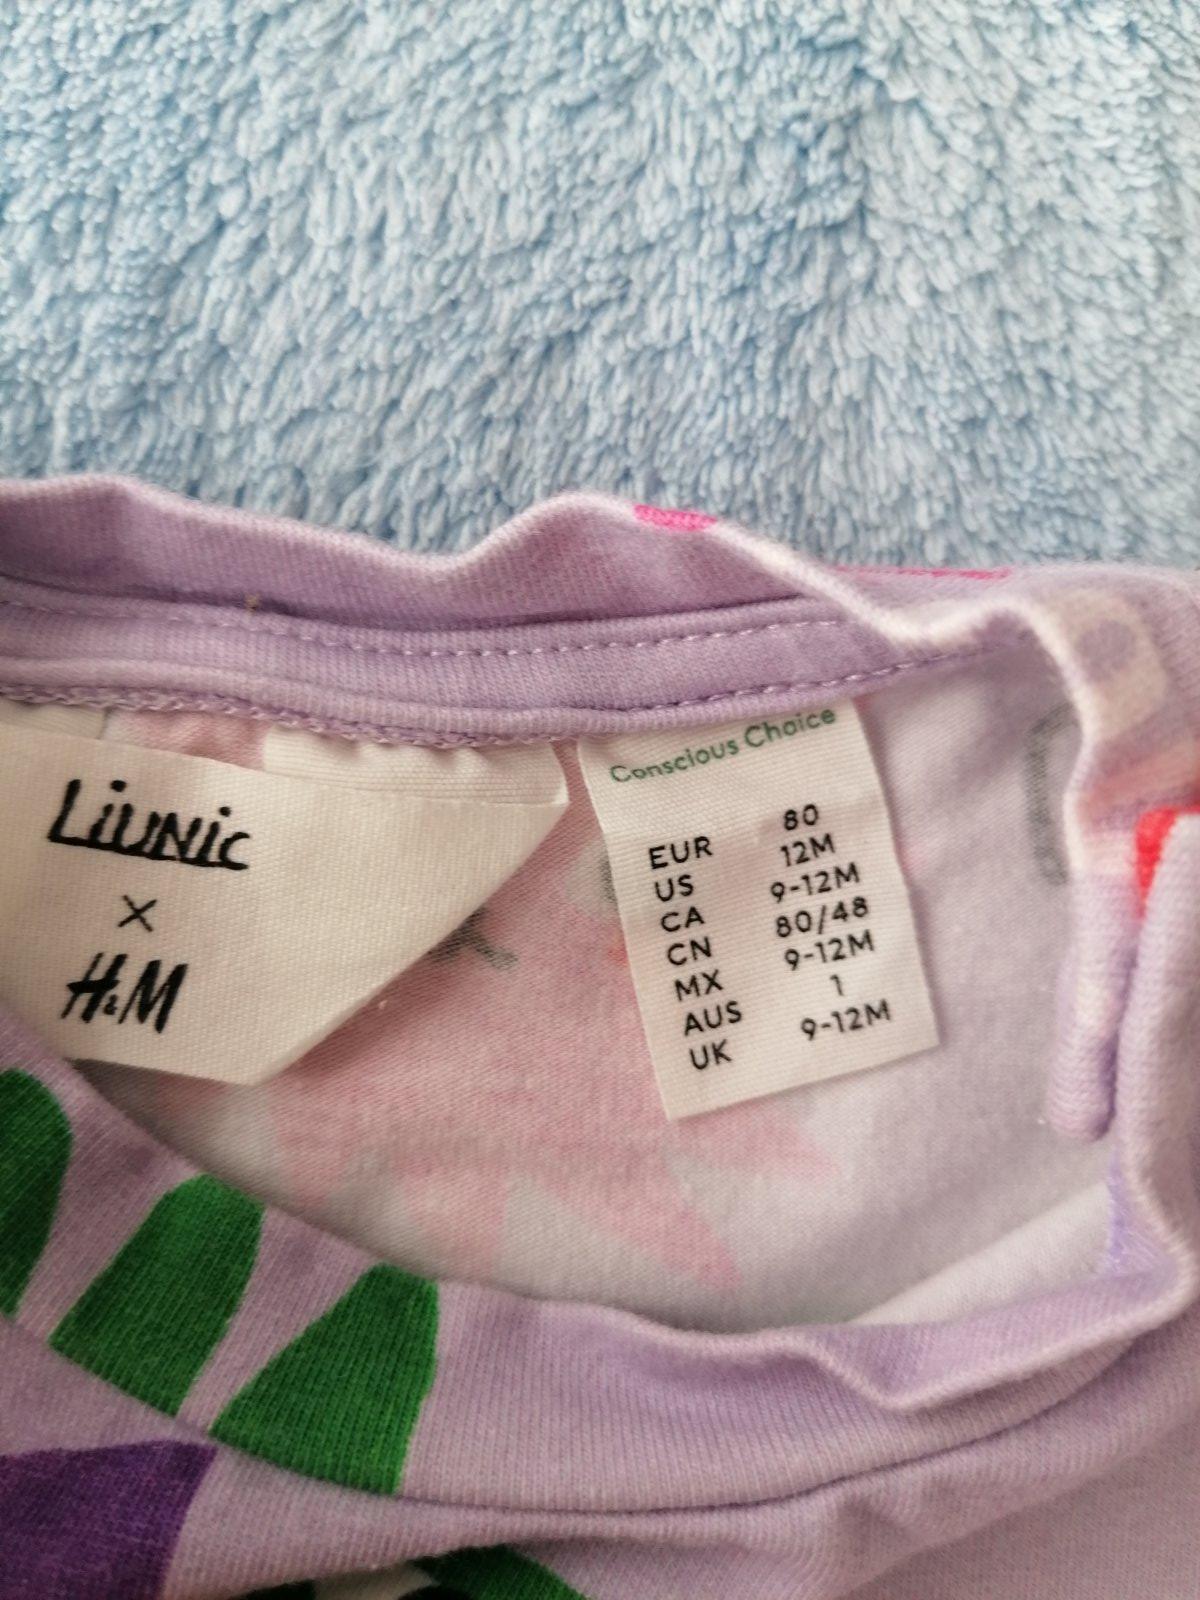 Liunic
×
H&M
Conscious Choice
EUR 80
US 12M
CA 9-12M
CN 80/48
MX 9-12M
AUS 1
UK 9-12M